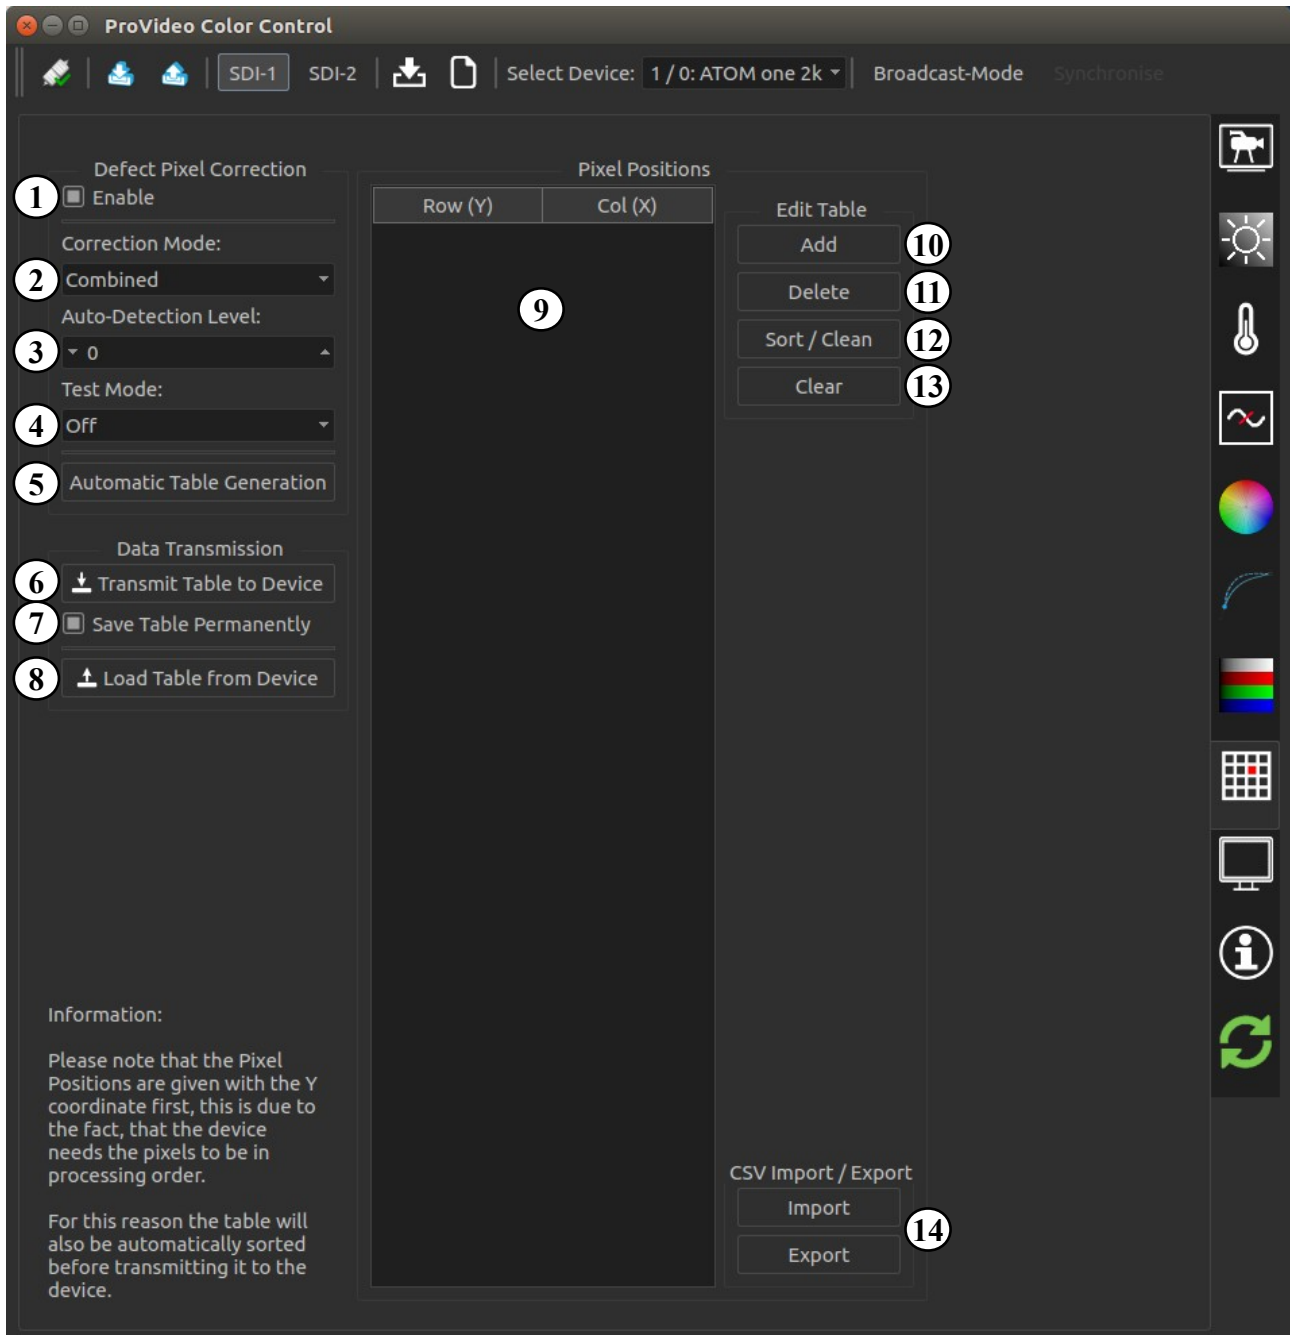 ProVideo Color Control
SDI-1 SDI-2 Select Device: 1 / 0: ATOM one 2k Broadcast-Mode Synchronise
Defect Pixel Correction
1 Enable
Correction Mode:
2 Combined
Auto-Detection Level:
3 0
Test Mode:
4 Off
5 Automatic Table Generation
Data Transmission
6 Transmit Table to Device
7 Save Table Permanently
8 Load Table from Device
Information:
Please note that the Pixel
Positions are given with the Y
coordinate first, this is due to
the fact, that the device
needs the pixels to be in
processing order.
For this reason the table will
also be automatically sorted
before transmitting it to the
device.
Pixel Positions
Row (Y) Col (X)
9
Edit Table
Add 10
Delete 11
Sort / Clean 12
Clear 13
CSV Import / Export
Import
14
Export